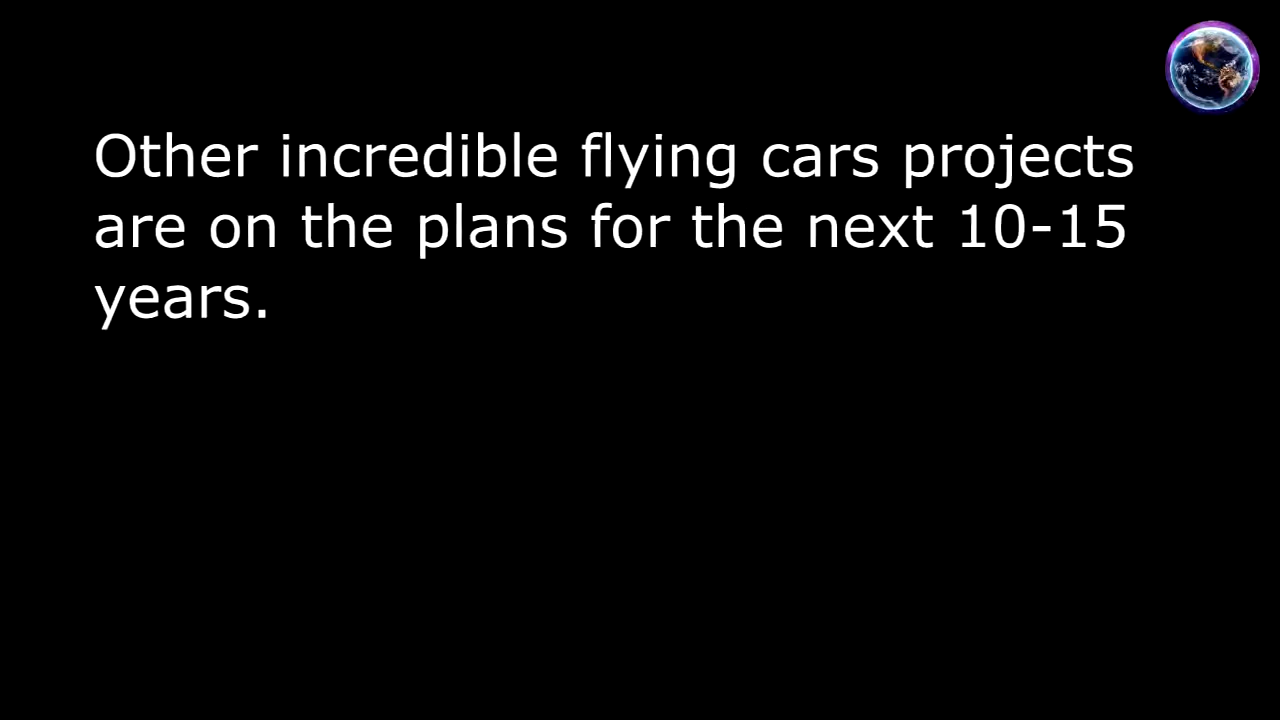 Other incredible flying cars projects
are on the plans for the next 10-15
years.